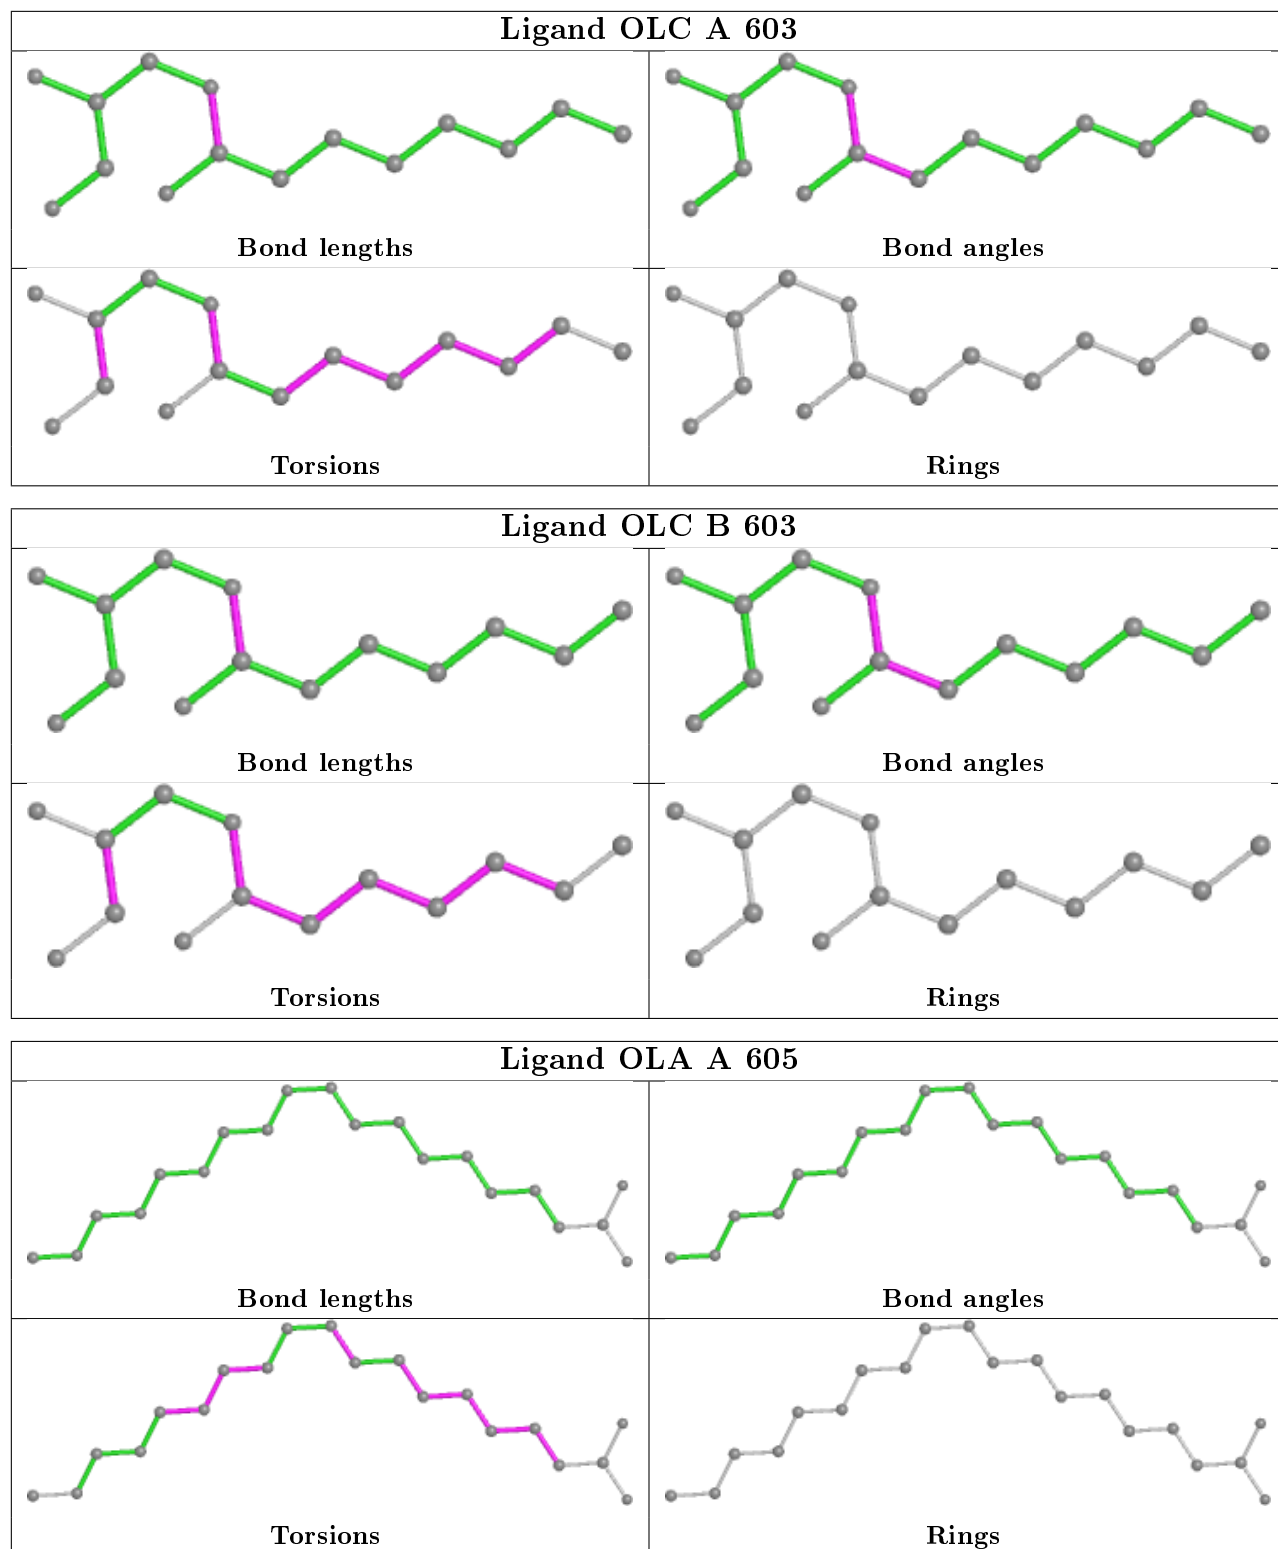 Ligand OLC A 603
Bond lengths
Bond angles
Torsions
Rings
Ligand OLC B 603
Bond lengths
Bond angles
Torsions
Rings
Ligand OLA A 605
Bond lengths
Bond angles
Torsions
Rings